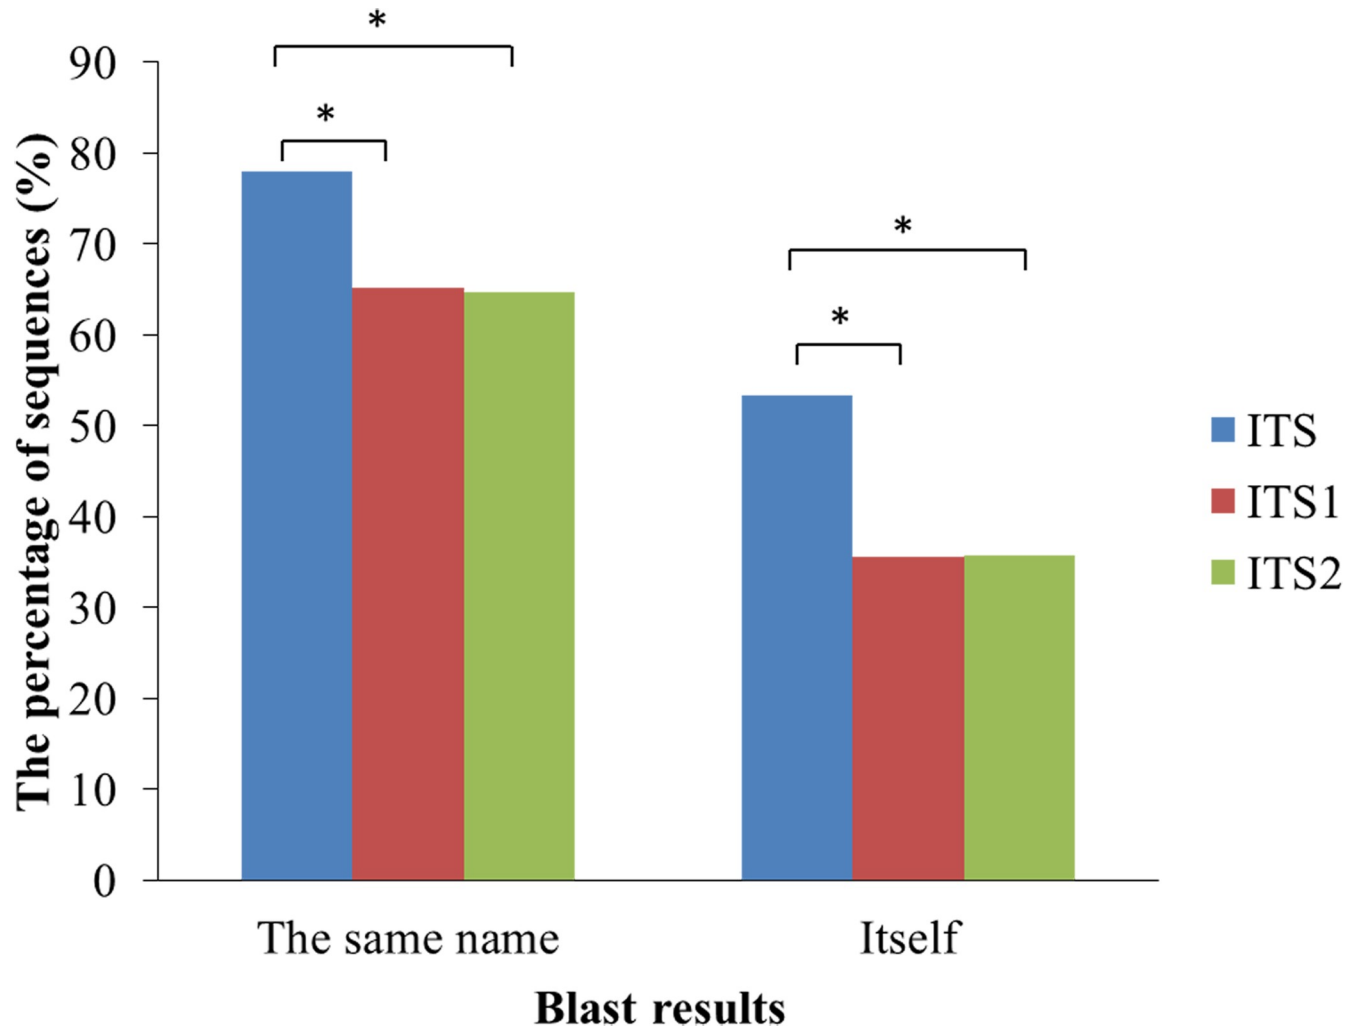 *
90
*
80
70
*
60
*
50
40
30
20
10
0
The percentage of sequences (%)
ITS
ITS1
ITS2
The same name Itself
Blast results